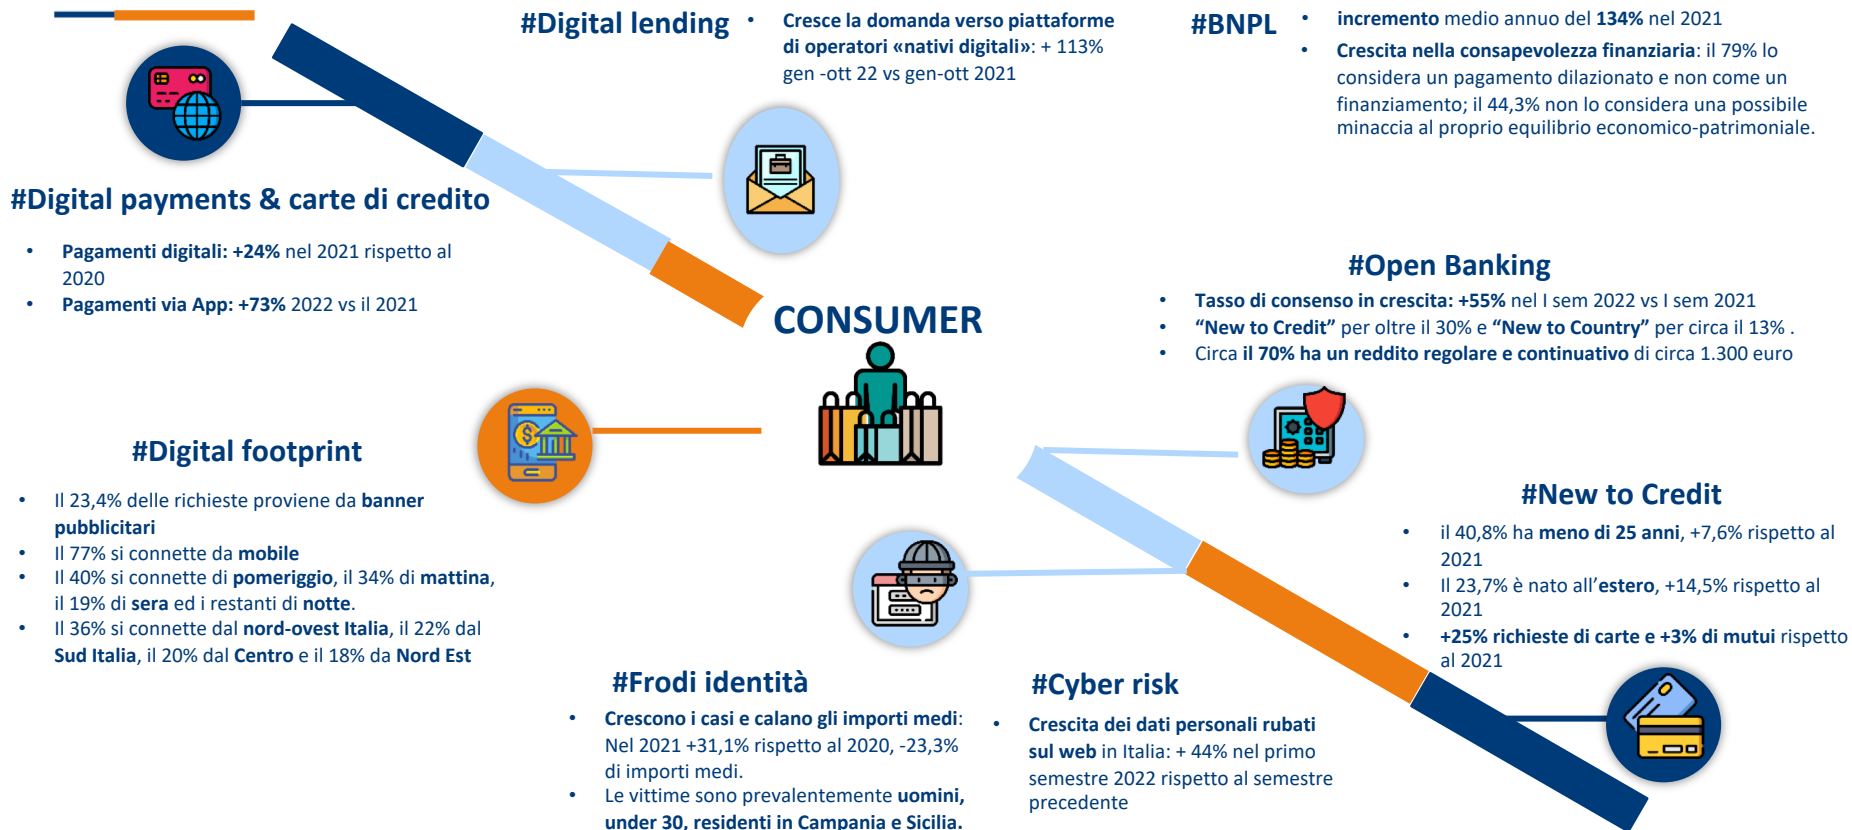 #Digital lending
• Cresce la domanda verso piattaforme
di operatori «nativi digitali»: + 113%
gen -ott 22 vs gen-ott 2021
#BNPL
• incremento medio annuo del 134% nel 2021
• Crescita nella consapevolezza finanziaria: il 79% lo
considera un pagamento dilazionato e non come un
finanziamento; il 44,3% non lo considera una possibile
minaccia al proprio equilibrio economico-patrimoniale.
#Digital payments & carte di credito
• Pagamenti digitali: +24% nel 2021 rispetto al
2020
• Pagamenti via App: +73% 2022 vs il 2021
#Open Banking
• Tasso di consenso in crescita: +55% nel I sem 2022 vs I sem 2021
• “New to Credit” per oltre il 30% e “New to Country” per circa il 13% .
• Circa il 70% ha un reddito regolare e continuativo di circa 1.300 euro
CONSUMER
#Digital footprint
• Il 23,4% delle richieste proviene da banner
pubblicitari
• Il 77% si connette da mobile
• Il 40% si connette di pomeriggio, il 34% di mattina,
il 19% di sera ed i restanti di notte.
• Il 36% si connette dal nord-ovest Italia, il 22% dal
Sud Italia, il 20% dal Centro e il 18% da Nord Est
#New to Credit
• il 40,8% ha meno di 25 anni, +7,6% rispetto al
2021
• Il 23,7% è nato all’estero, +14,5% rispetto al
2021
• +25% richieste di carte e +3% di mutui rispetto
al 2021
#Frodi identità
• Crescono i casi e calano gli importi medi:
Nel 2021 +31,1% rispetto al 2020, -23,3%
di importi medi.
• Le vittime sono prevalentemente uomini,
under 30, residenti in Campania e Sicilia.
#Cyber risk
• Crescita dei dati personali rubati
sul web in Italia: + 44% nel primo
semestre 2022 rispetto al semestre
precedente